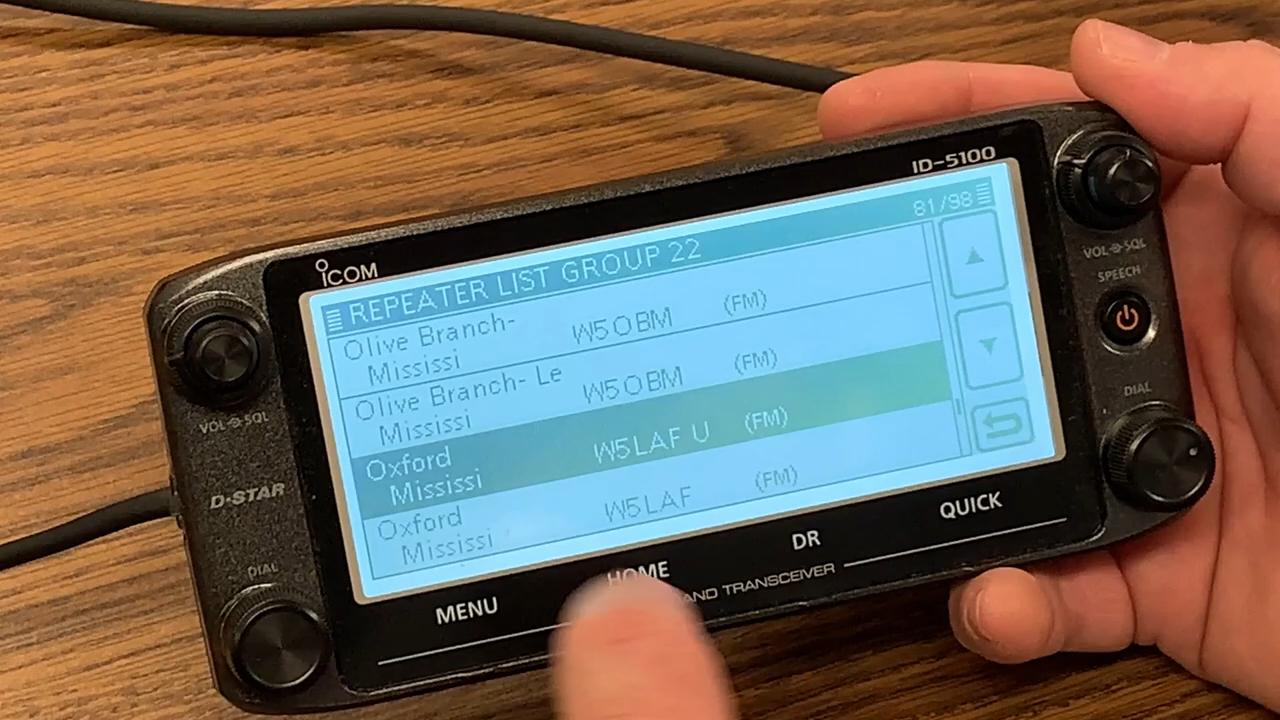 ID-5100
ICOM
REPEATER LIST GROUP 22 81/98
Olive Branch- W5OBM (FM)
Mississi
Olive Branch- Le W5OBM (FM)
Mississi
Oxford W5LAF U (FM)
Mississi
Oxford W5LAF (FM)
Mississi
VOL SQL
VOL SQL
SPEECH
D-STAR
DIAL
DIAL
MENU HOME DR QUICK
AND TRANSCEIVER